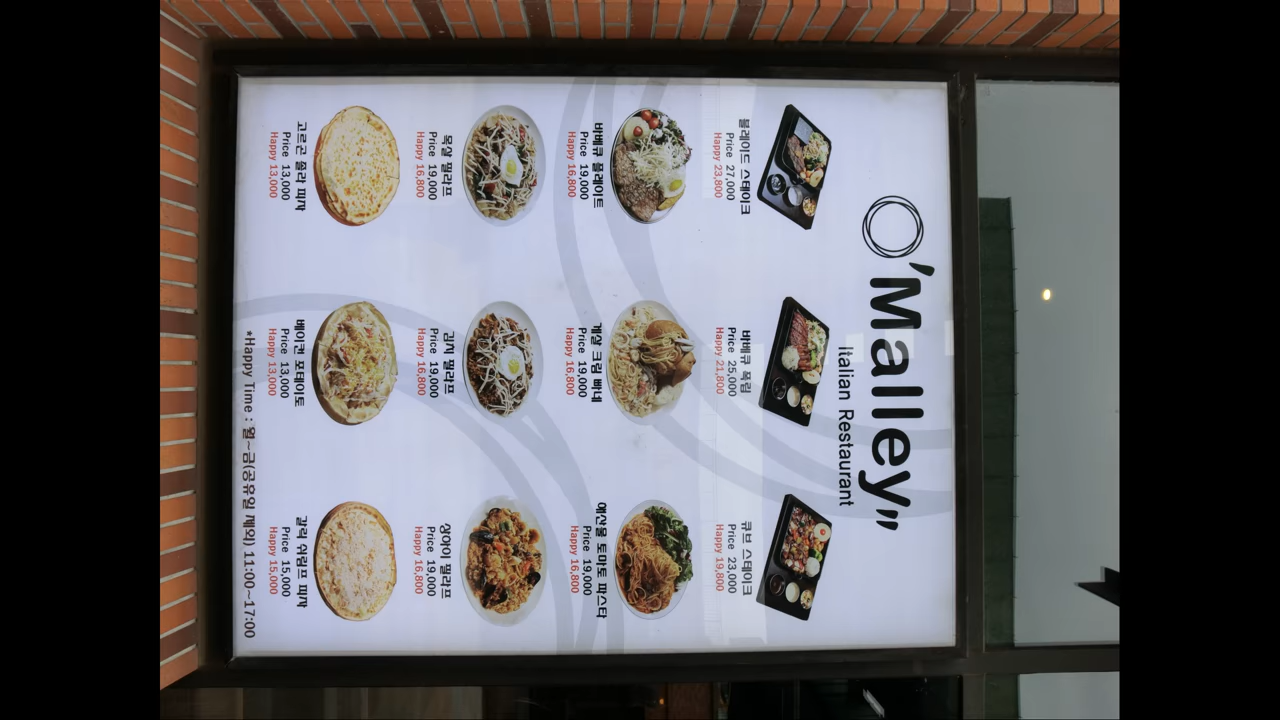 O'Malley"
Italian Restaurant
블레이드 스테이크
Price 27,000
Happy 23,800
바베큐 폭립
Price 25,000
Happy 21,800
큐브 스테이크
Price 23,000
Happy 19,800
바베큐 플레이트
Price 19,000
Happy 16,800
게살 크림 빠네
Price 19,000
Happy 16,800
해산물 토마토 파스타
Price 19,000
Happy 16,800
목살 필라프
Price 19,000
Happy 16,800
김치 필라프
Price 19,000
Happy 16,800
상하이 필라프
Price 19,000
Happy 16,800
고르곤 졸라 피자
Price 13,000
Happy 13,000
베이컨 포테이토
Price 13,000
Happy 13,000
갈릭 쉬림프 피자
Price 15,000
Happy 15,000
*Happy Time : 월~금(공휴일 제외) 11:00~17:00